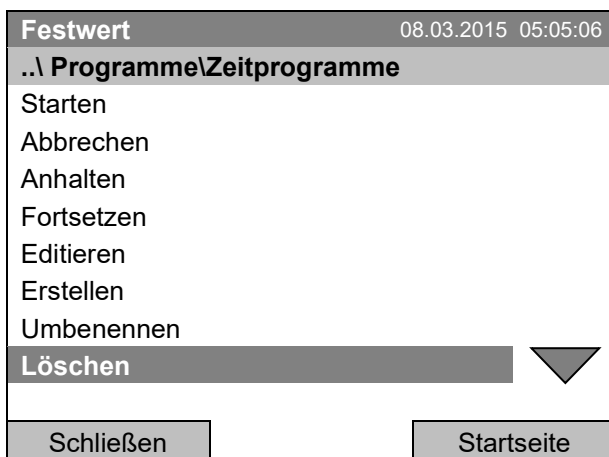 Festwert 08.03.2015 05:05:06
..\ Programme\Zeitprogramme
Starten
Abbrechen
Anhalten
Fortsetzen
Editieren
Erstellen
Umbenennen
Löschen
Schließen Startseite